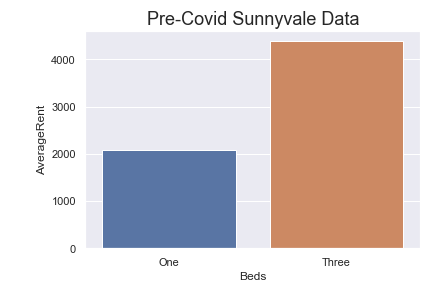 Pre-Covid Sunnyvale Data
AverageRent
4000
3000
2000
1000
0
One
Three
Beds